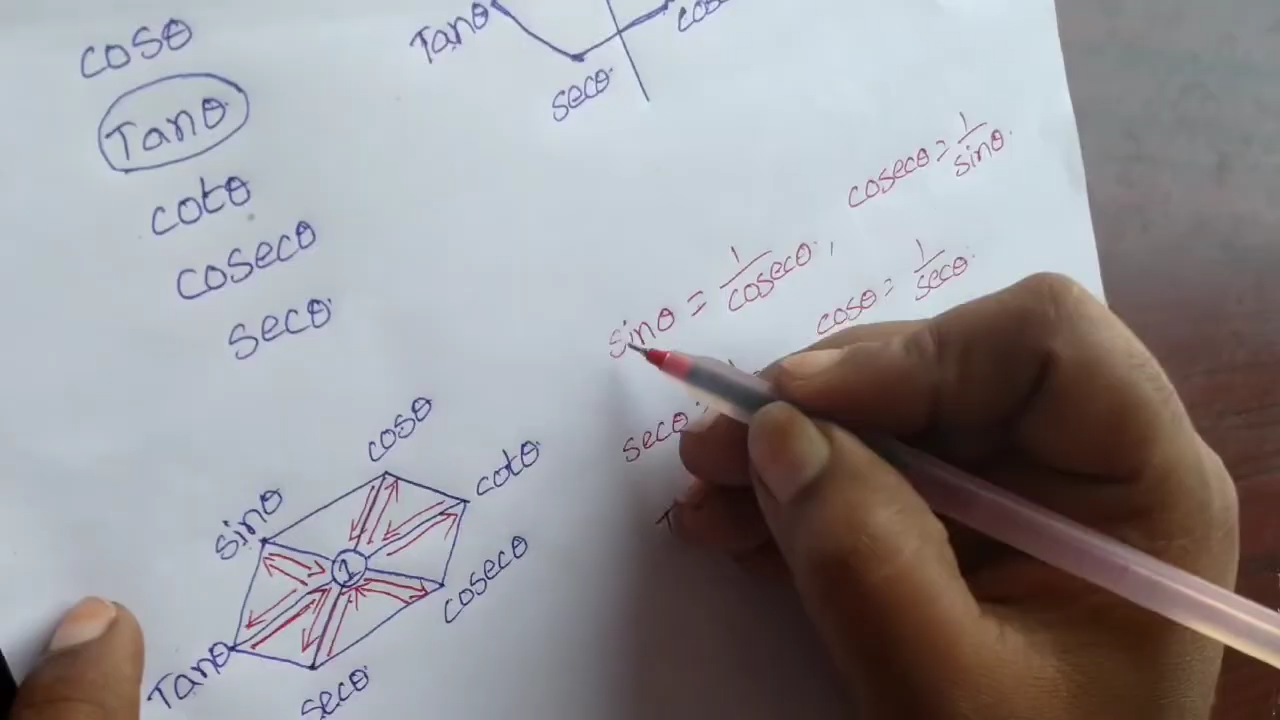 cosθ
Tanθ
cotθ
cosecθ
secθ
Tanθ
secθ
cosecθ = 1/sinθ
sinθ = 1/cosecθ,
cosθ = 1/secθ
secθ =
cosθ
cotθ
sinθ
1
cosecθ
Tanθ
secθ